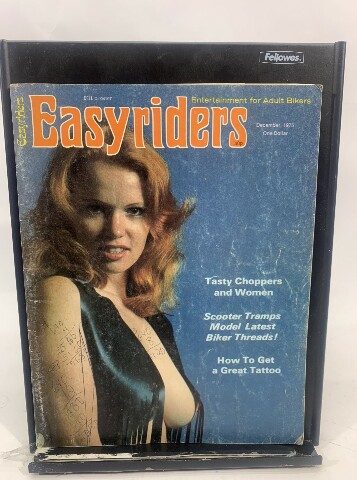 Fellowes.
Entertainment for Adult Bikers
Easyriders
Easyriders
December, 1975
One Dollar
Tasty Choppers
and Women
Scooter Tramps
Model Latest
Biker Threads!
How To Get
a Great Tattoo